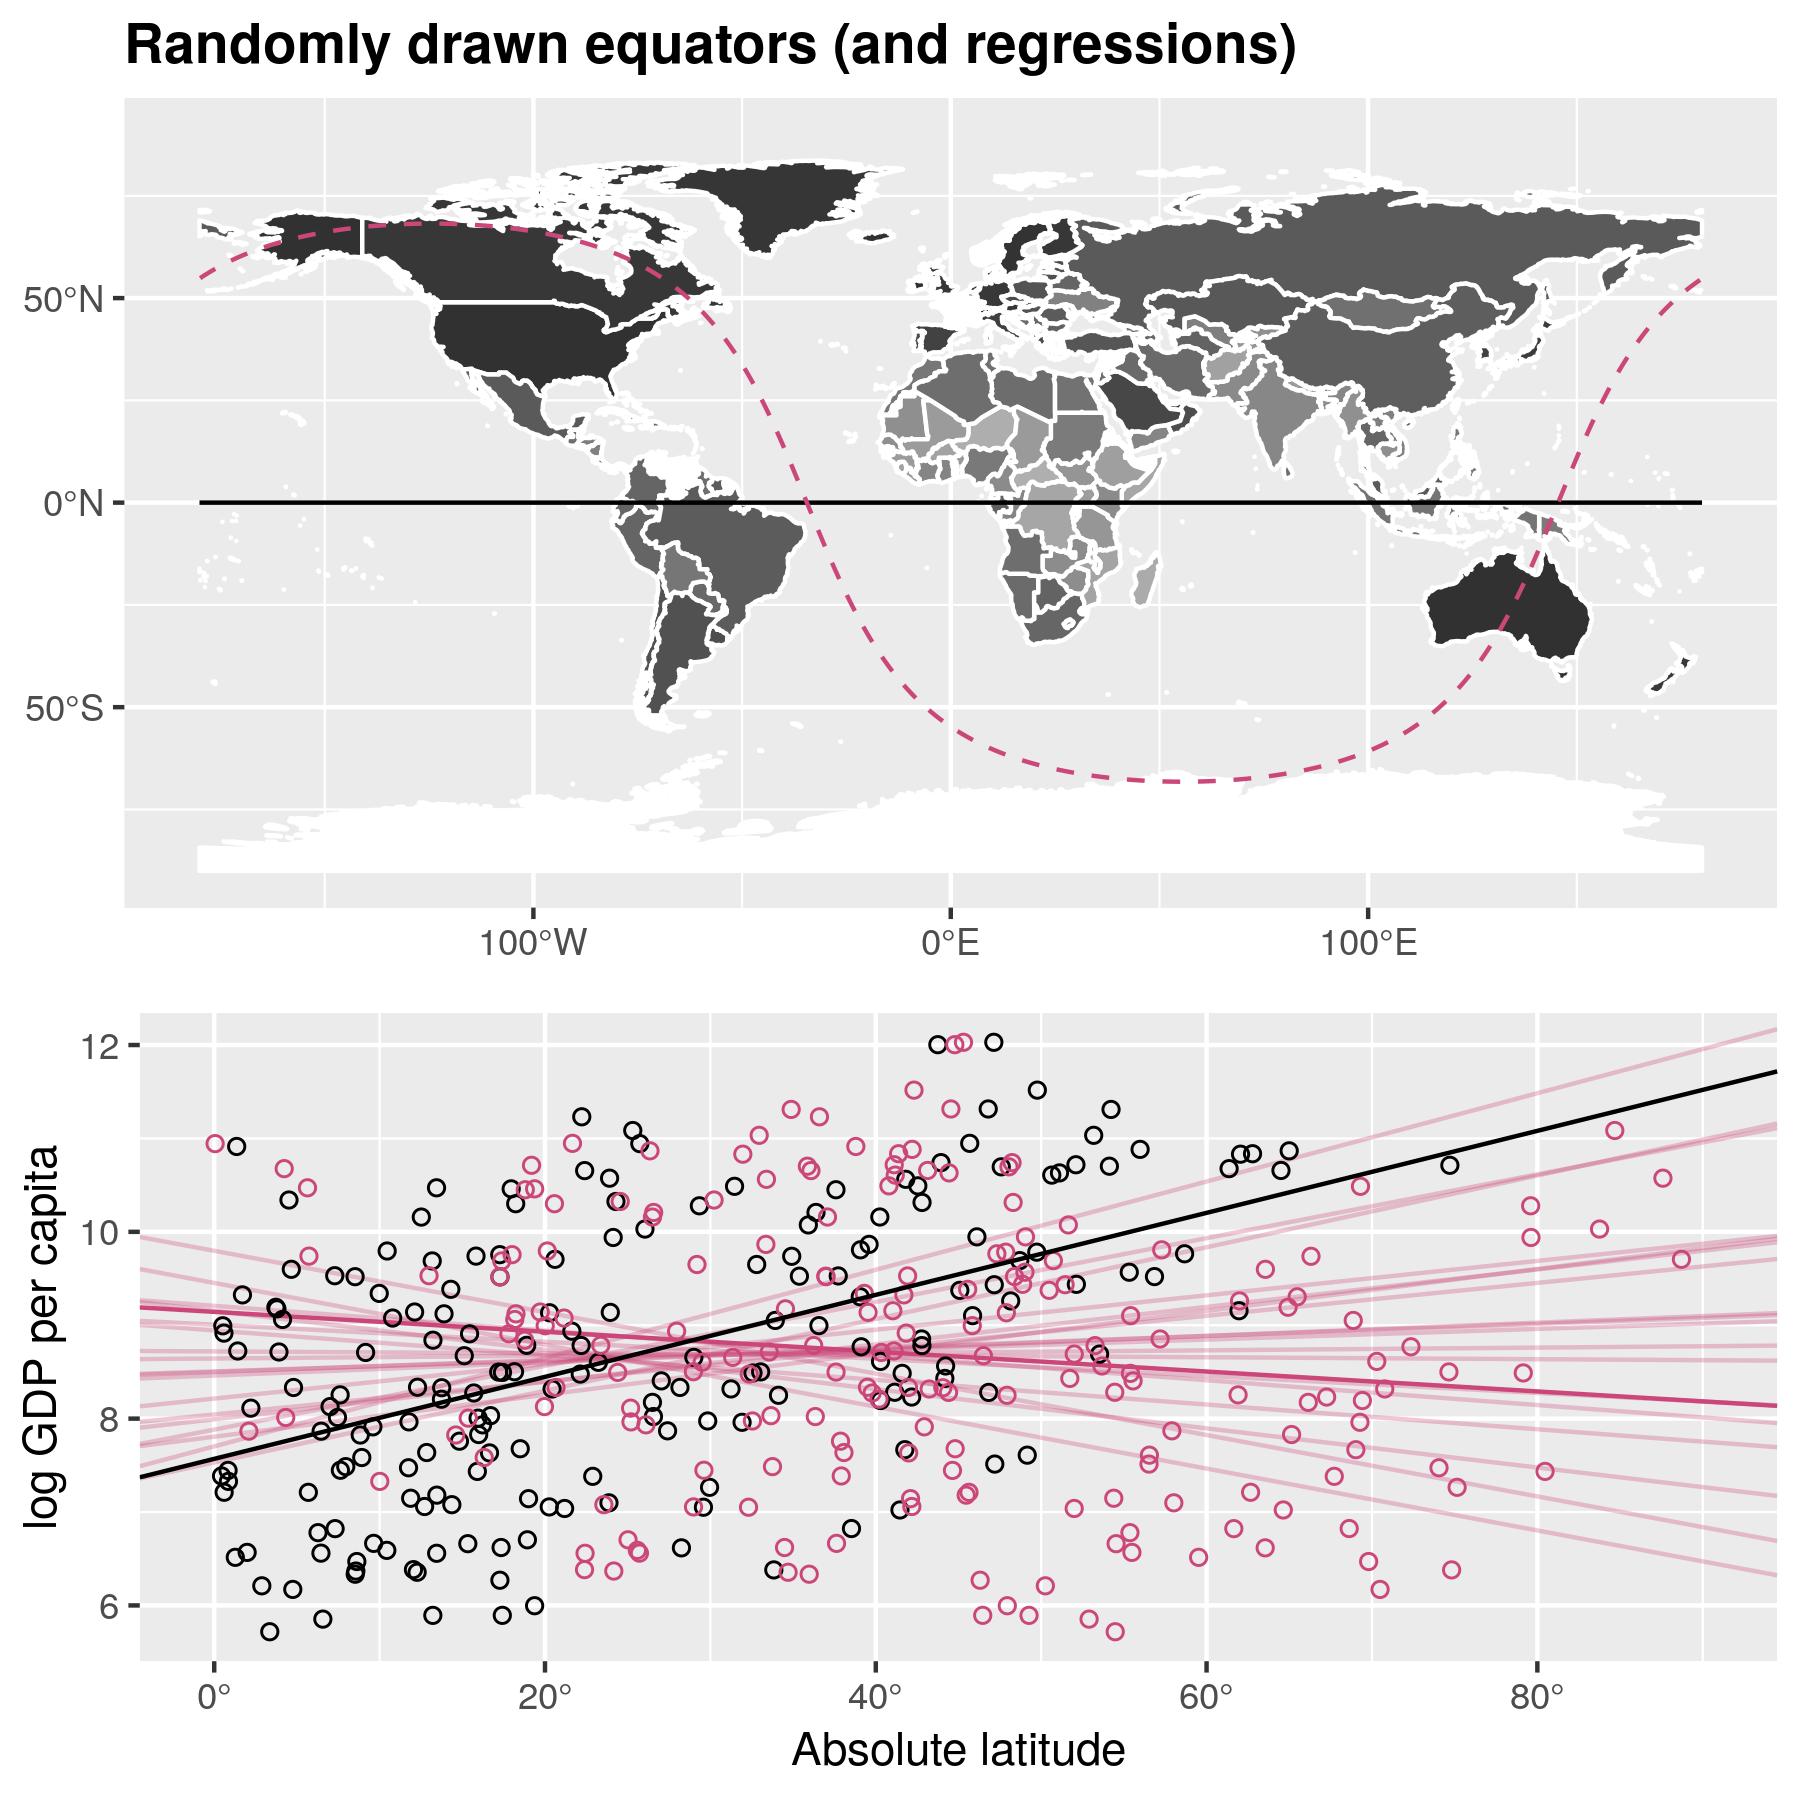 Randomly drawn equators (and regressions)
50°N
0°N
50°S
100°W 0°E 100°E
log GDP per capita
12
10
8
6
0° 20° 40° 60° 80°
Absolute latitude